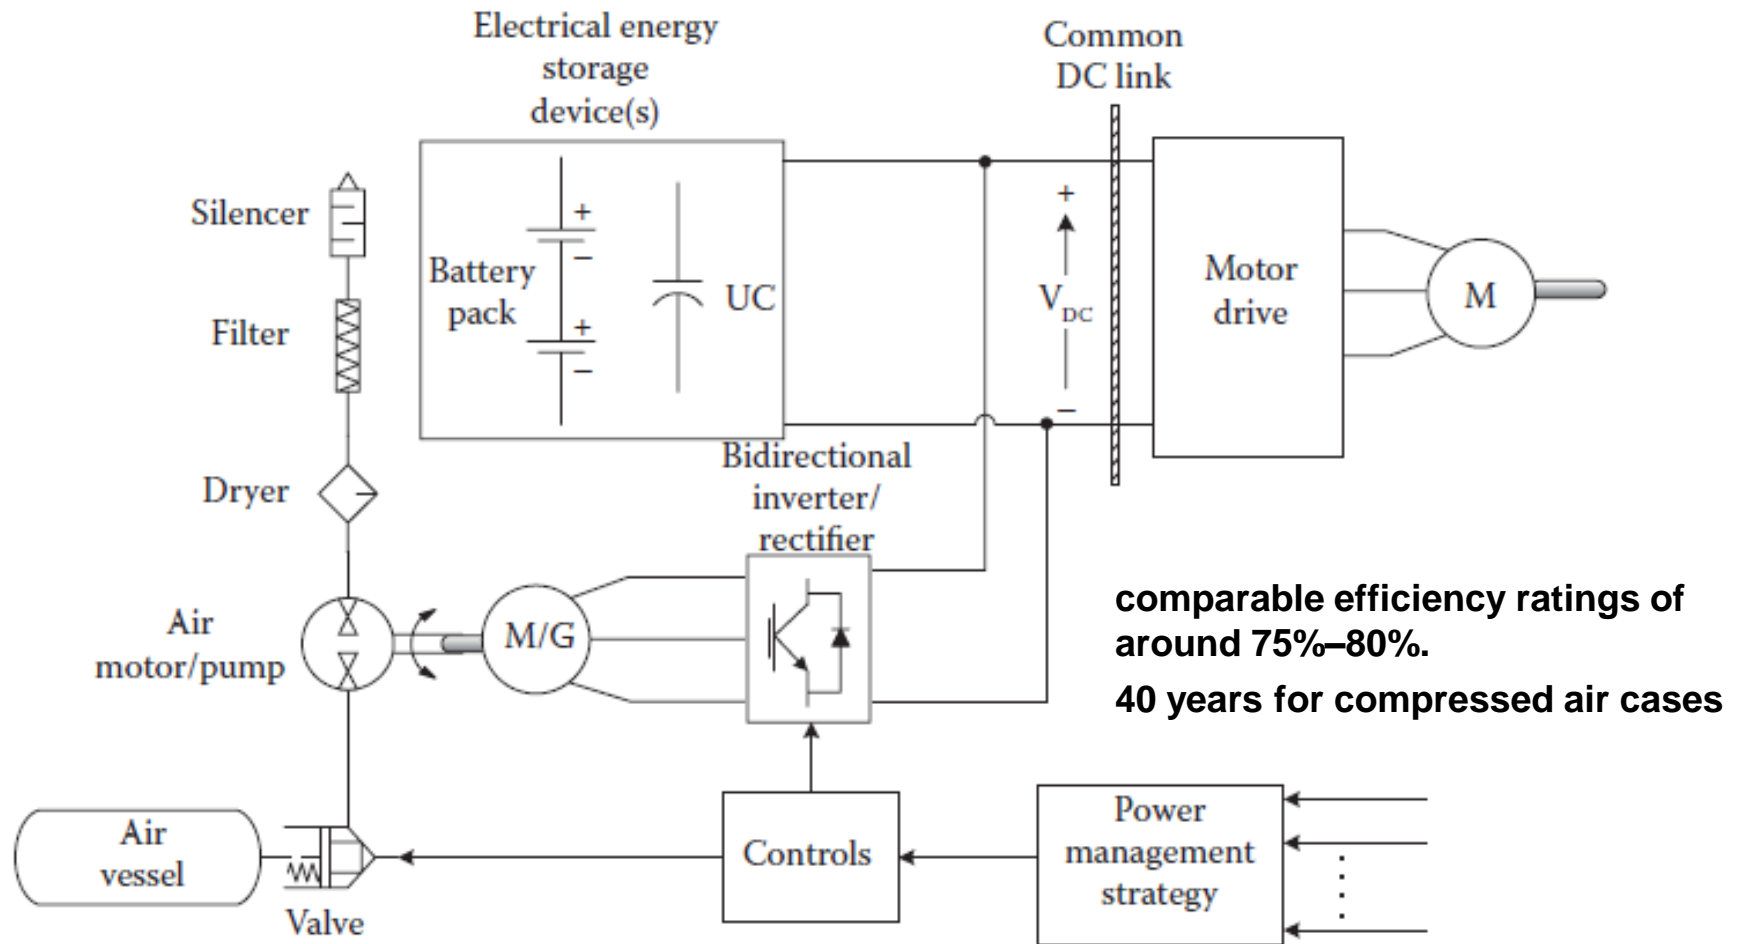 Electrical energy
storage
device(s)
Common
DC link
Silencer
Filter
Dryer
Battery
pack
+
−
+
−
UC
+
V_DC
−
Motor
drive
M
Bidirectional
inverter/
rectifier
Air
motor/pump
M/G
comparable efficiency ratings of
around 75%–80%.
40 years for compressed air cases
Air
vessel
Valve
Controls
Power
management
strategy